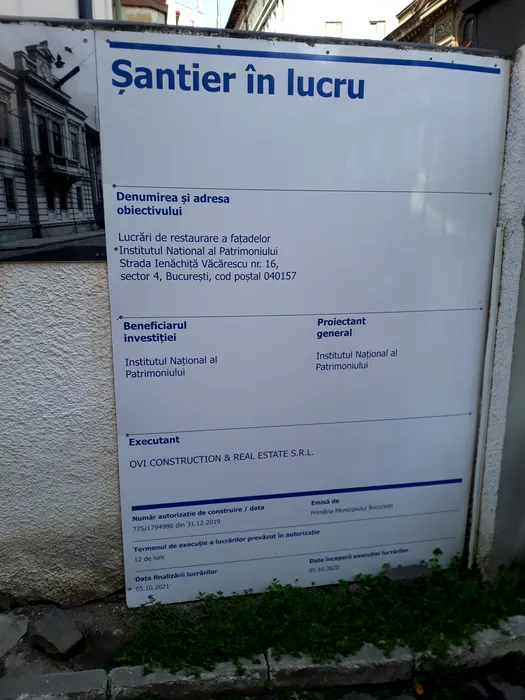 Șantier în lucru
Denumirea și adresa
obiectivului
Lucrări de restaurare a fațadelor
Institutul Național al Patrimoniului
Strada Ienăchiță Văcărescu nr. 16,
sector 4, București, cod poștal 040157
Beneficiarul
investiției
Institutul Național al
Patrimoniului
Proiectant
general
Institutul Național al
Patrimoniului
Executant
OVI CONSTRUCTION & REAL ESTATE S.R.L.
Număr autorizație de construire / data
775/1794986 din 31.12.2019
Emisă de
Primăria Municipiului București
Termenul de execuție a lucrărilor prevăzut în autorizație
12 de luni
Data începerii execuției lucrărilor
05.10.2020
Data finalizării lucrărilor
05.10.2021